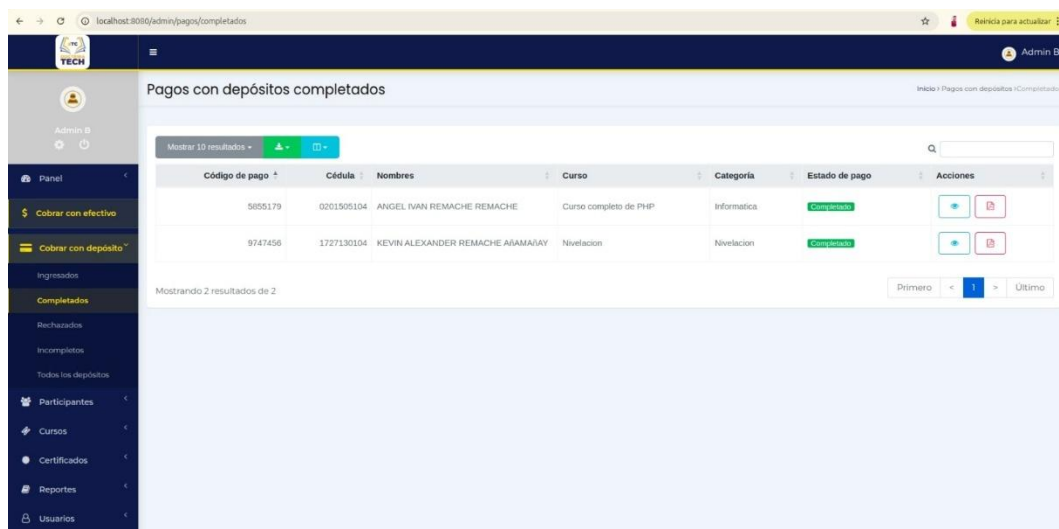 localhost:8080/admin/pagos/completados
Reinicia para actualizar
TECH
Admin B
Admin B
Pagos con depósitos completados
Inicio > Pagos con depósitos >Completado
Mostrar 10 resultados
Código de pago Cédula Nombres Curso Categoría Estado de pago Acciones
5855179 0201505104 ANGEL IVAN REMACHE REMACHE Curso completo de PHP Informatica Completado
9747456 1727130104 KEVIN ALEXANDER REMACHE AñAMAñAY Nivelacion Nivelacion Completado
Mostrando 2 resultados de 2
Primero < 1 > Último
Panel
$ Cobrar con efectivo
Cobrar con depósito
Ingresados
Completados
Rechazados
Incompletos
Todos los depósitos
Participantes
Cursos
Certificados
Reportes
Usuarios